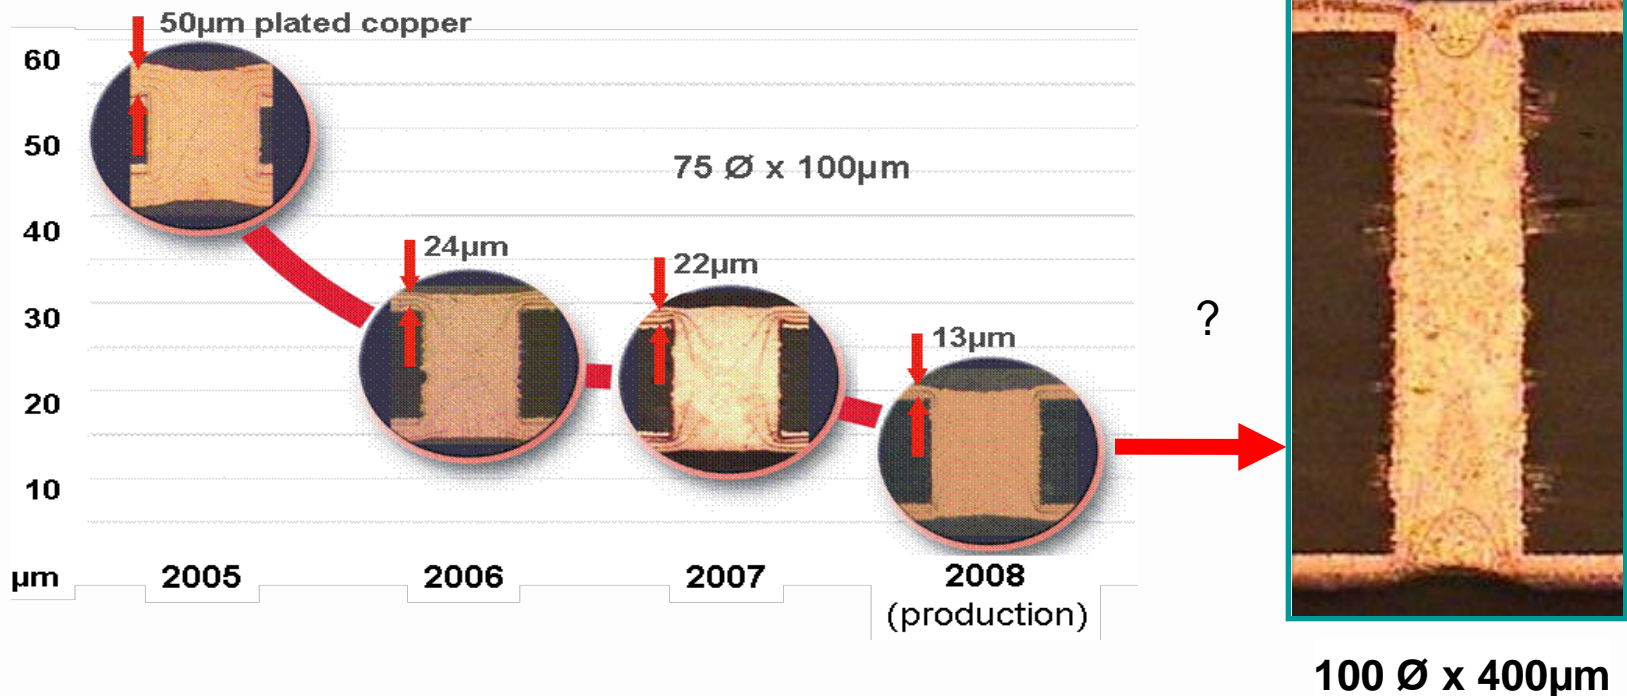 50µm plated copper
60
50
75 Ø x 100µm
40
24µm
22µm
30
?
13µm
20
10
µm
2005
2006
2007
2008
(production)
100 Ø x 400µm